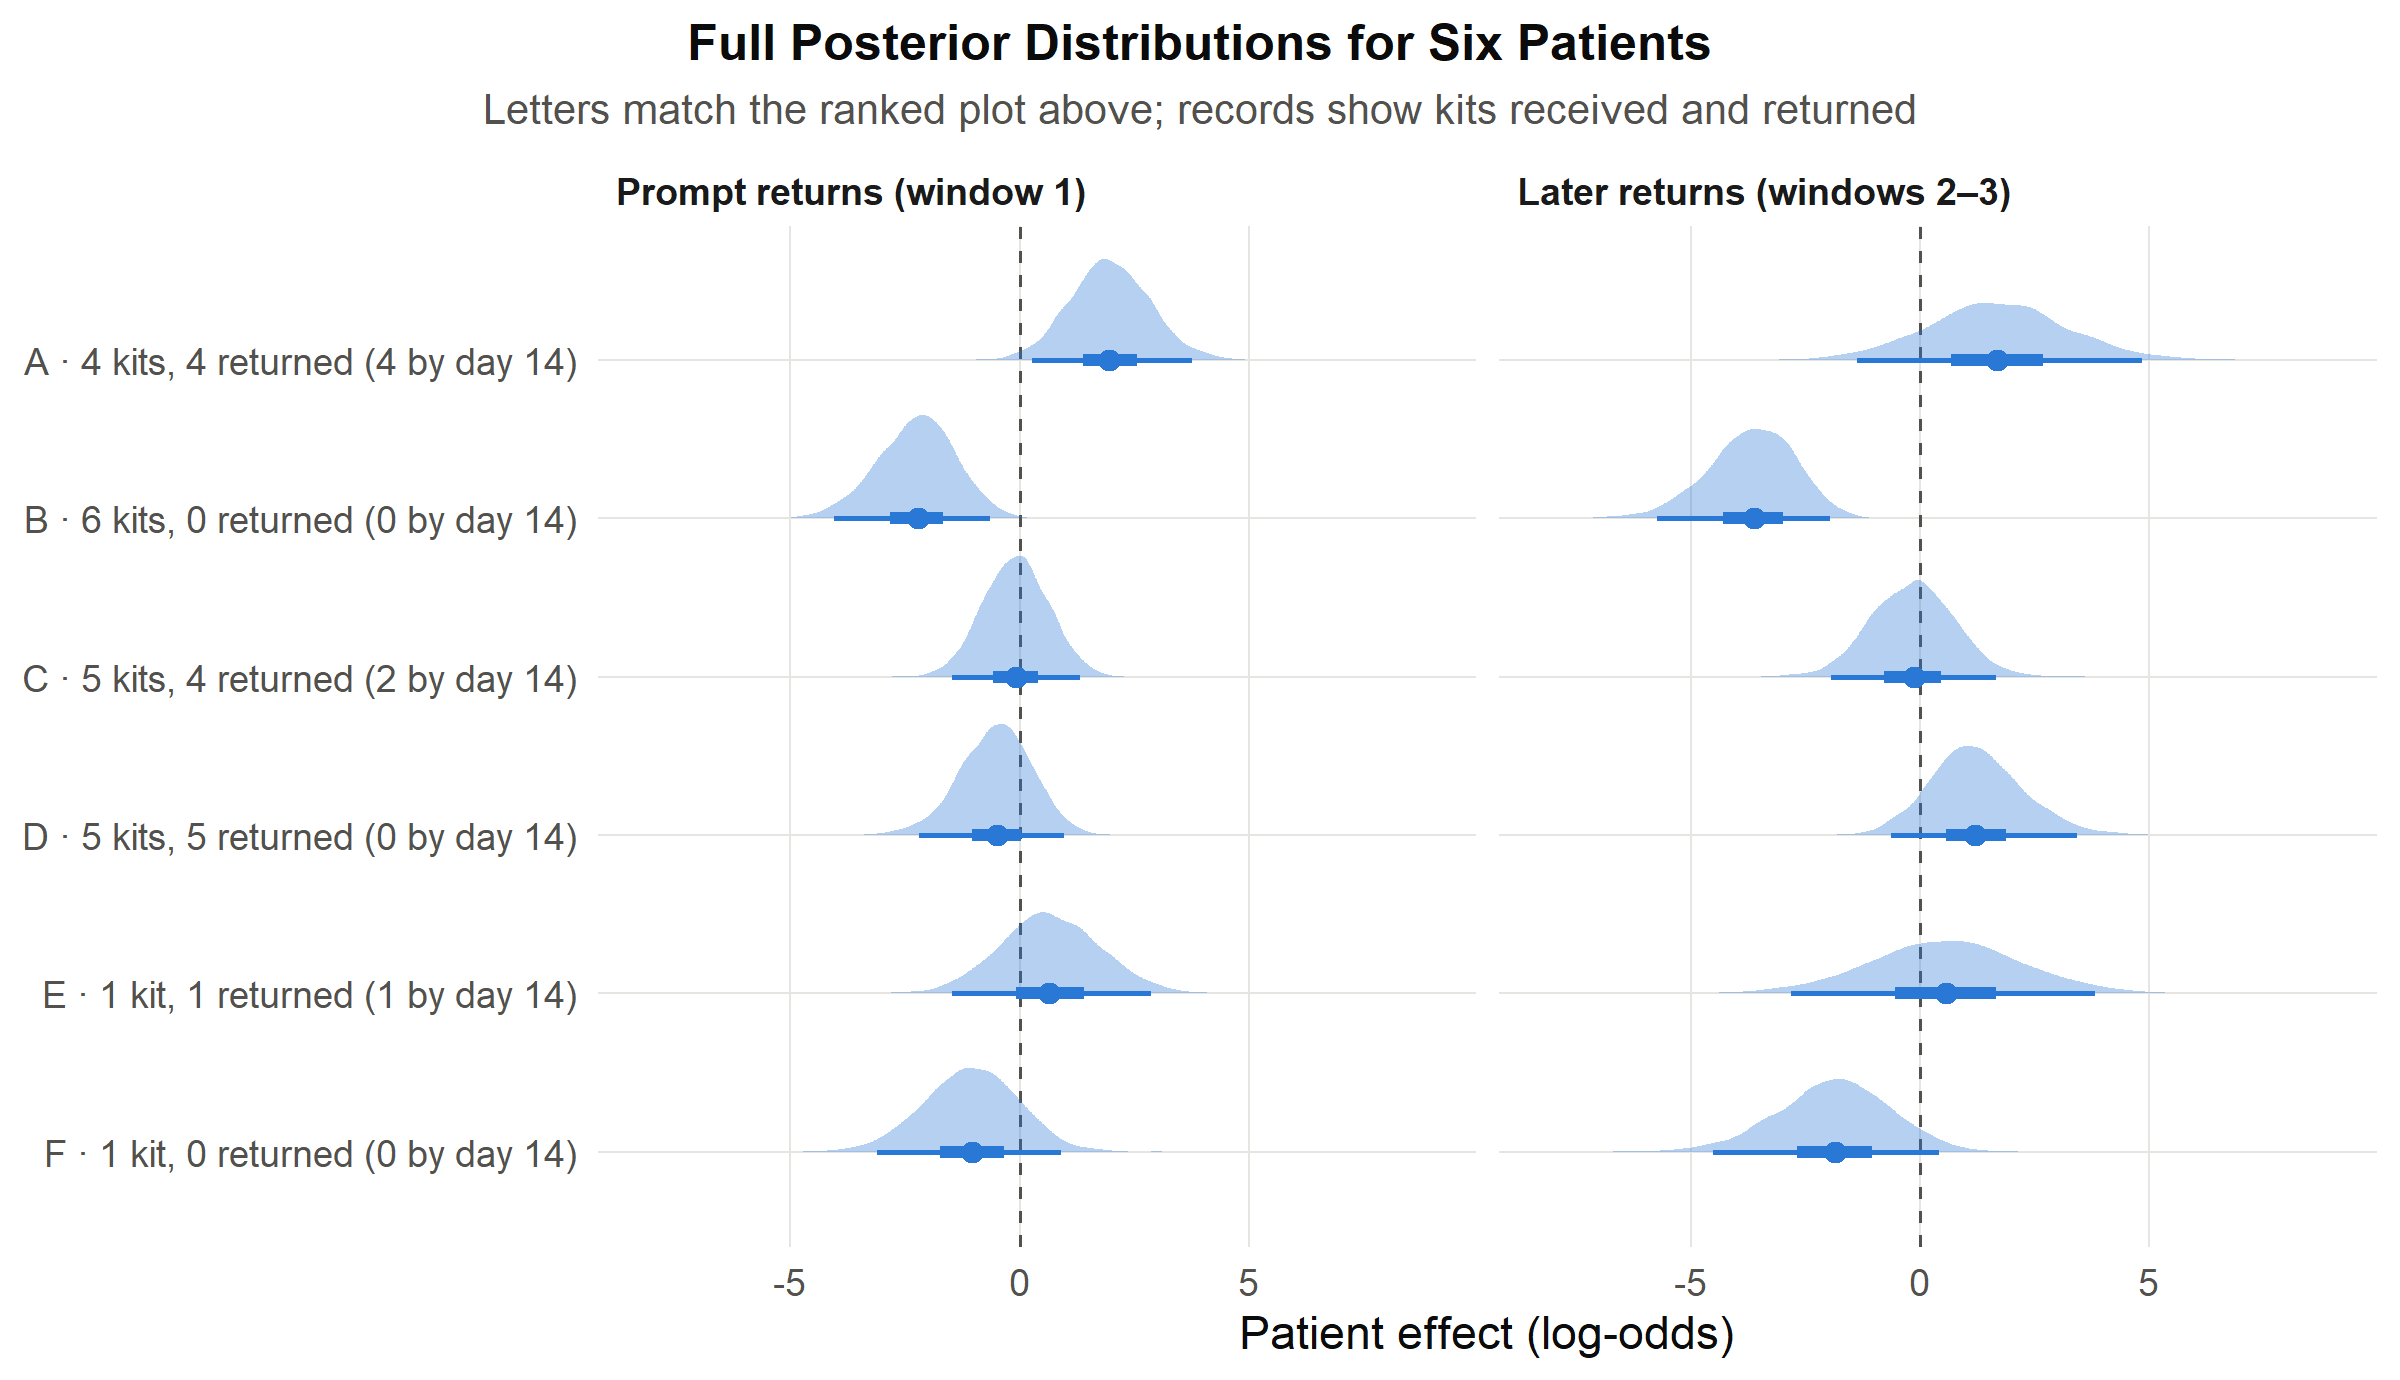 Full Posterior Distributions for Six Patients
Letters match the ranked plot above; records show kits received and returned
Prompt returns (window 1)
Later returns (windows 2–3)
A · 4 kits, 4 returned (4 by day 14)
B · 6 kits, 0 returned (0 by day 14)
C · 5 kits, 4 returned (2 by day 14)
D · 5 kits, 5 returned (0 by day 14)
E · 1 kit, 1 returned (1 by day 14)
F · 1 kit, 0 returned (0 by day 14)
-5 0 5
-5 0 5
Patient effect (log-odds)